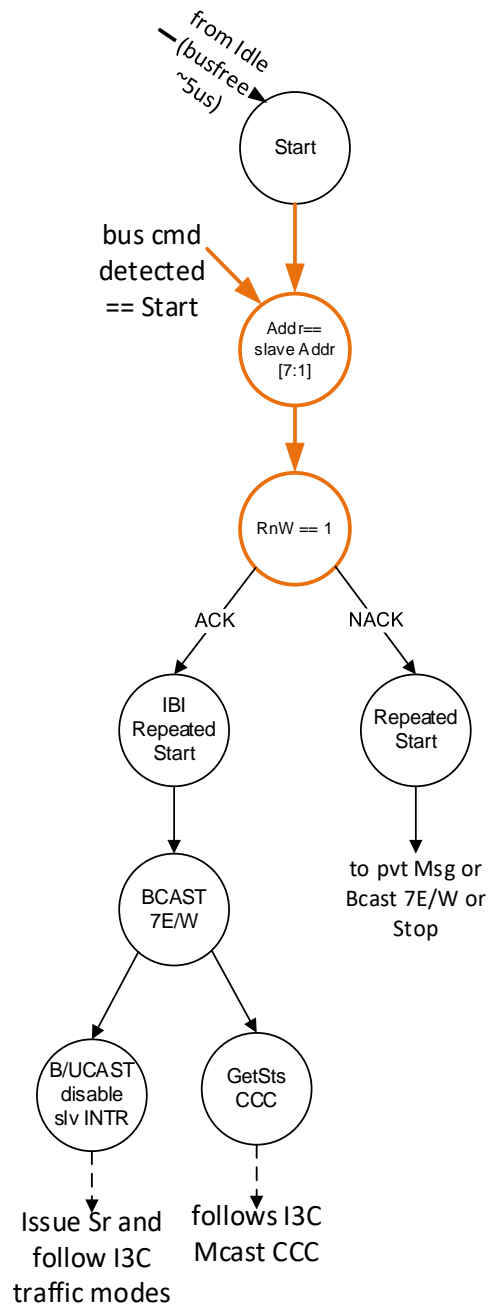 from Idle
(busfree
~5us)
Start
bus cmd
detected
== Start
Addr==
slave Addr
[7:1]
RnW == 1
ACK
NACK
IBI
Repeated
Start
Repeated
Start
to pvt Msg or
Bcast 7E/W or
Stop
BCAST
7E/W
B/UCAST
disable
slv INTR
GetSts
CCC
Issue Sr and
follow I3C
traffic modes
follows I3C
Mcast CCC